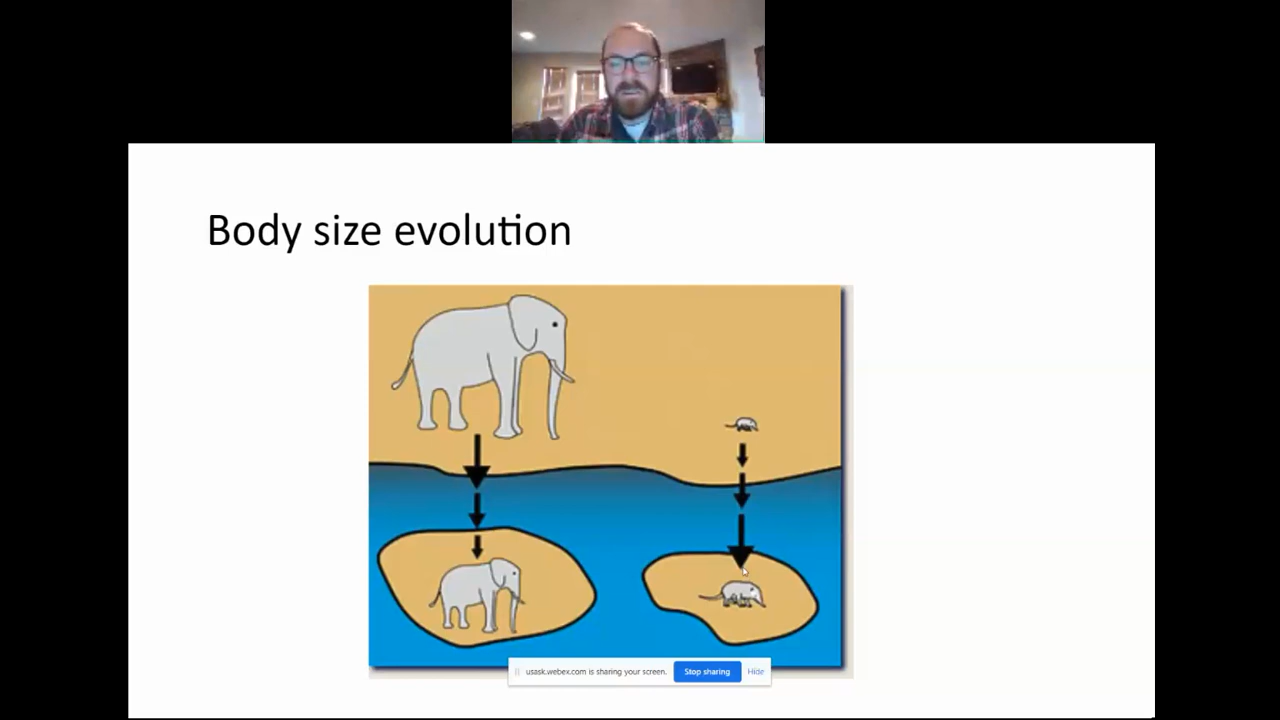 Body size evolution
usask.webex.com is sharing your screen.
Stop sharing
Hide